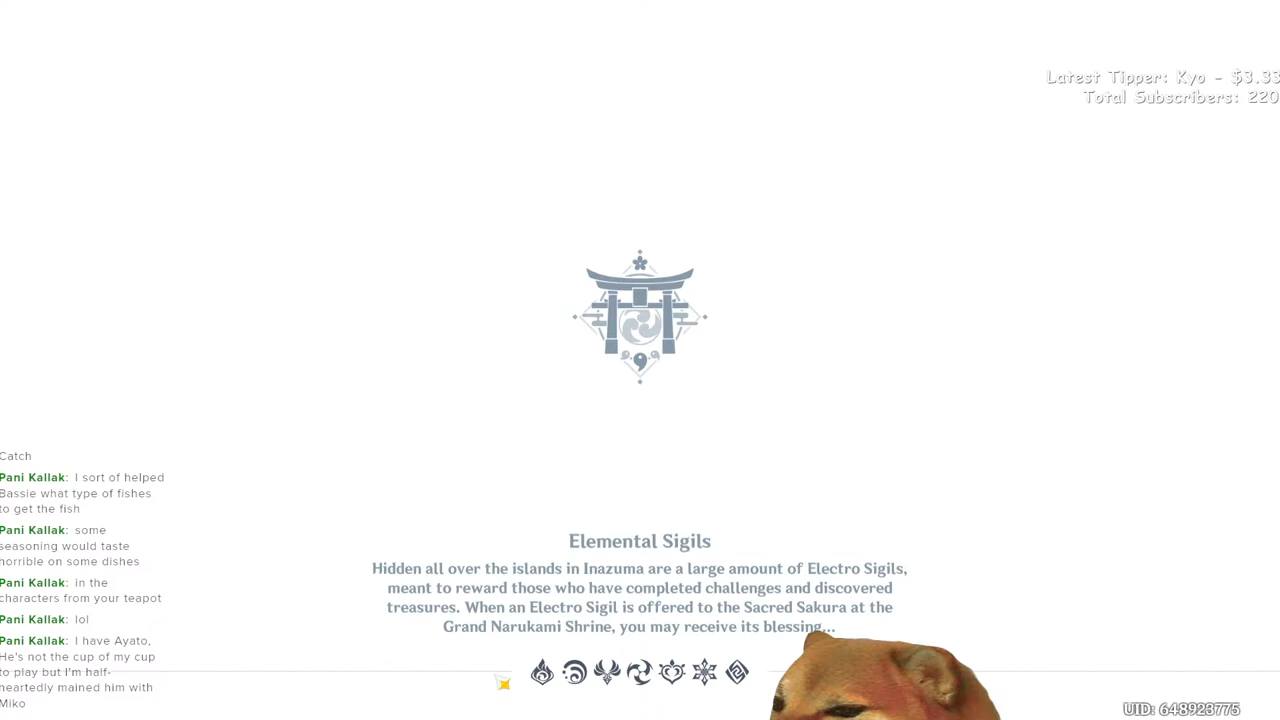 Latest Tipper: Kyo - $3.33
Total Subscribers: 220
Catch
Pani Kallak: I sort of helped
Bassie what type of fishes
to get the fish
Pani Kallak: some
seasoning would taste
horrible on some dishes
Pani Kallak: in the
characters from your teapot
Pani Kallak: lol
Pani Kallak: I have Ayato,
He's not the cup of my cup
to play but I'm half-
heartedly mained him with
Miko
Elemental Sigils
Hidden all over the islands in Inazuma are a large amount of Electro Sigils,
meant to reward those who have completed challenges and discovered
treasures. When an Electro Sigil is offered to the Sacred Sakura at the
Grand Narukami Shrine, you may receive its blessing...
UID: 648923775